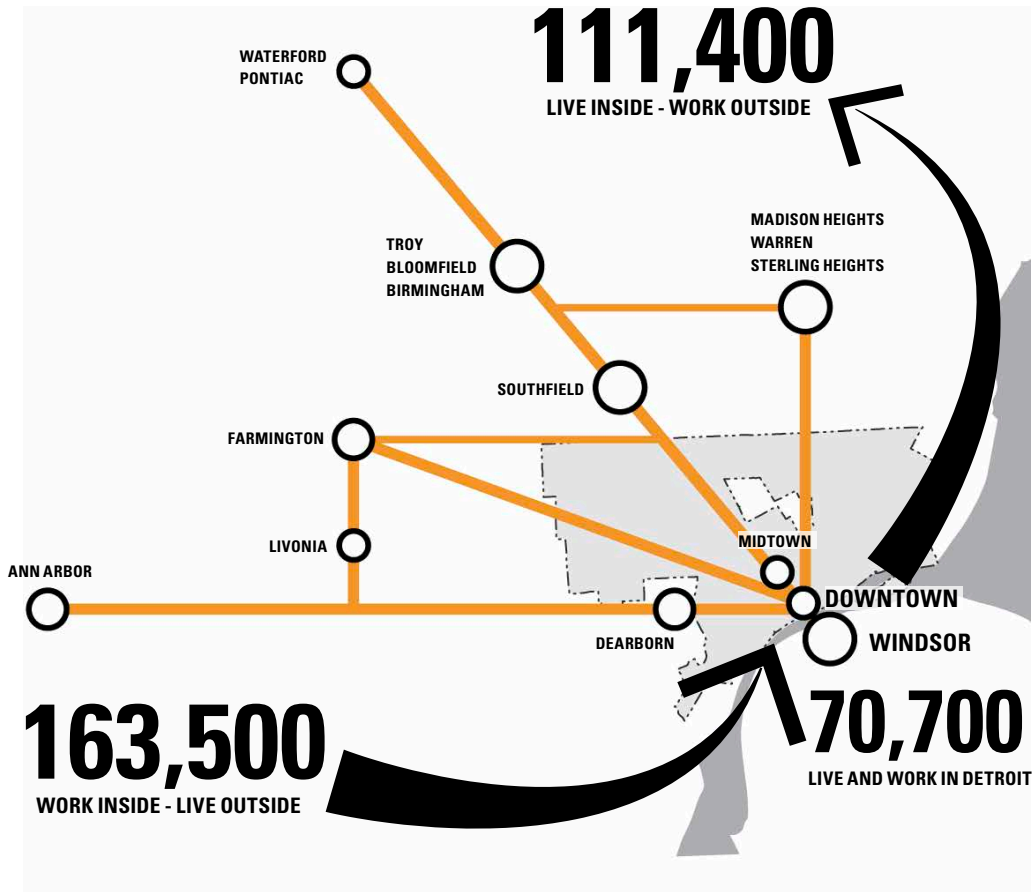 111,400
LIVE INSIDE - WORK OUTSIDE
WATERFORD
PONTIAC
MADISON HEIGHTS
WARREN
STERLING HEIGHTS
TROY
BLOOMFIELD
BIRMINGHAM
SOUTHFIELD
FARMINGTON
LIVONIA
MIDTOWN
ANN ARBOR
DOWNTOWN
DEARBORN
WINDSOR
163,500
WORK INSIDE - LIVE OUTSIDE
70,700
LIVE AND WORK IN DETROIT